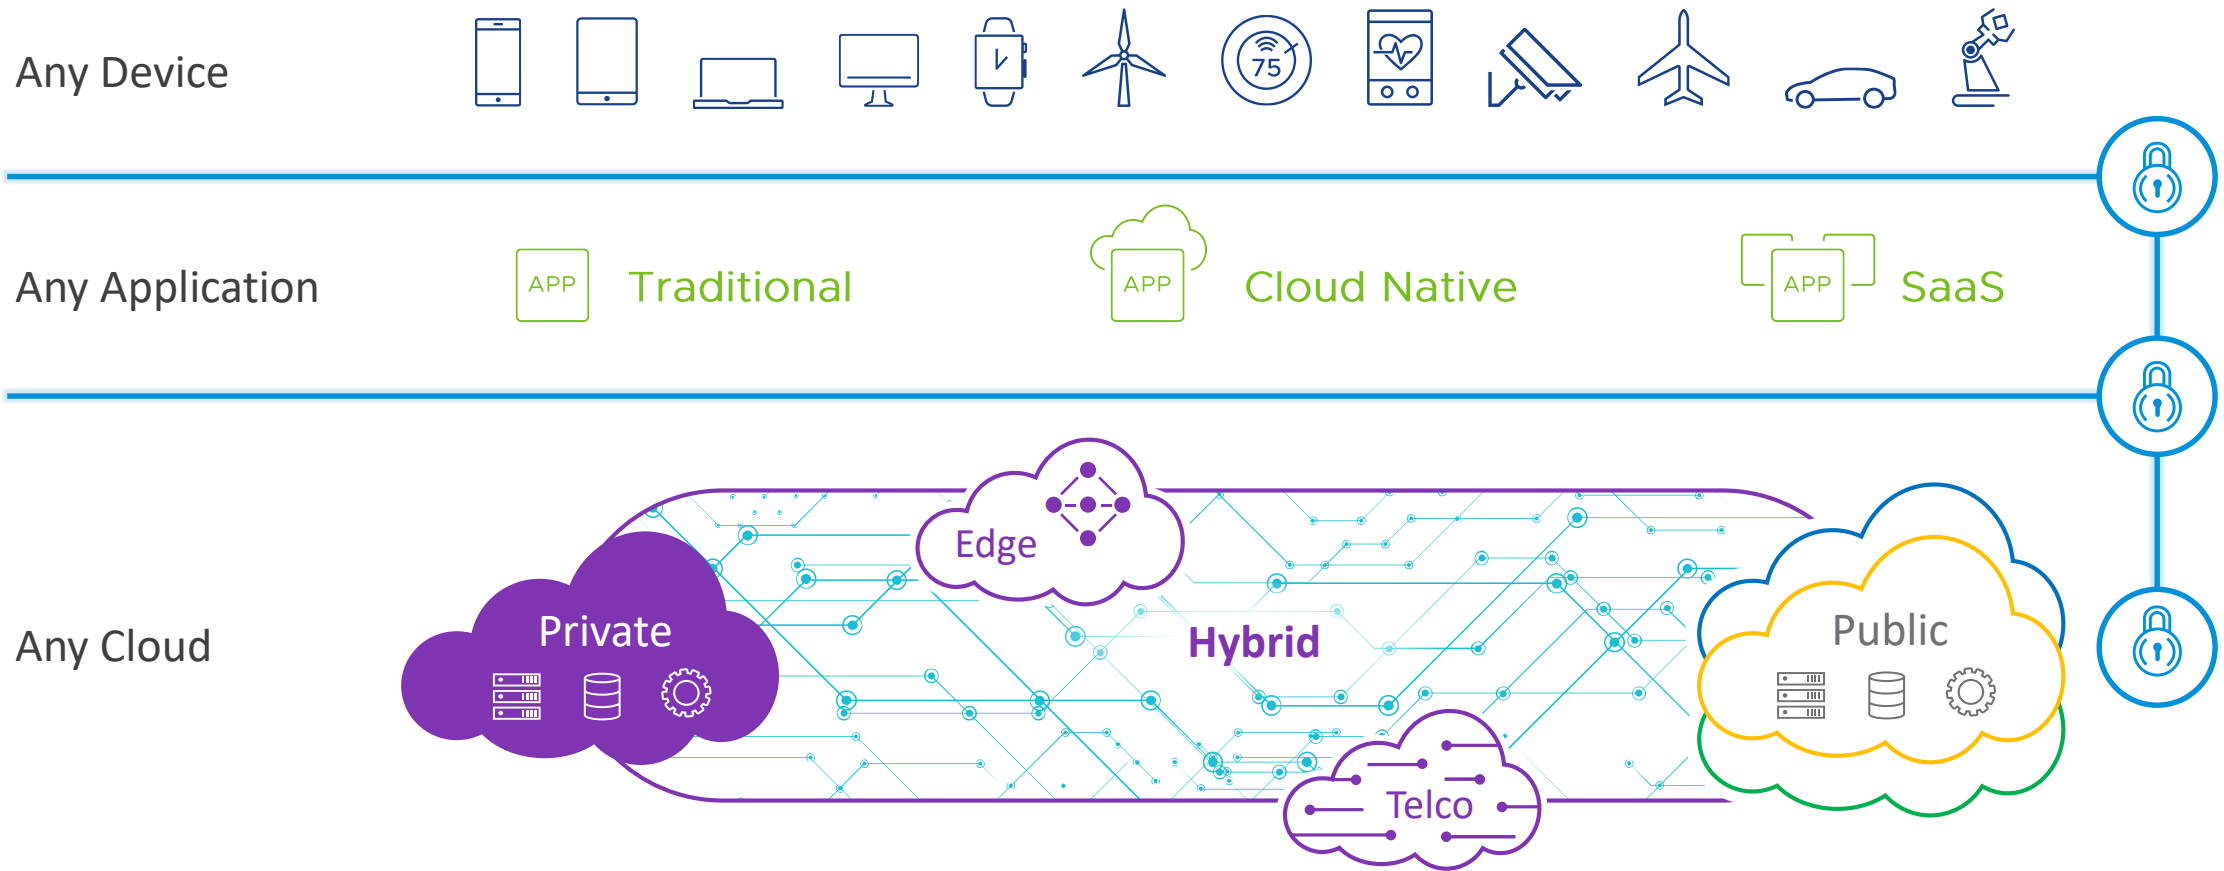 Any Device
75
Any Application
APP
Traditional
APP
Cloud Native
APP
SaaS
Any Cloud
Edge
Private
Hybrid
Public
Telco